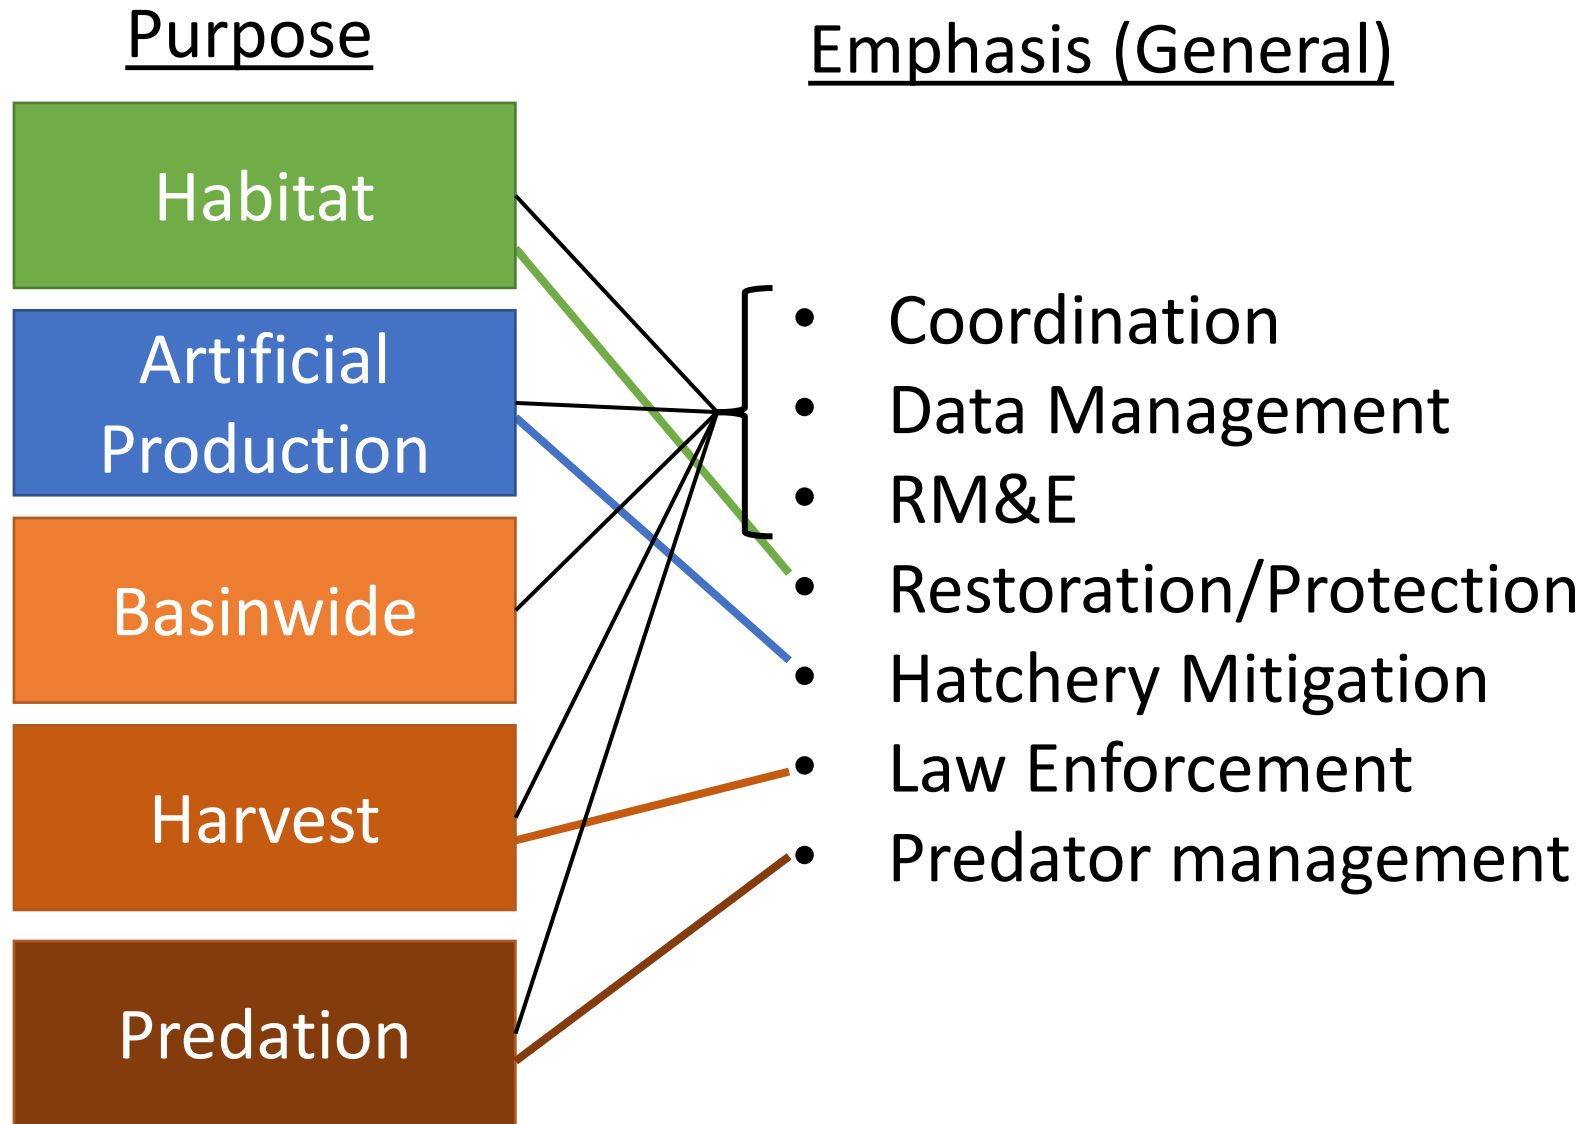 Purpose
Habitat
Artificial
Production
Basinwide
Harvest
Predation
Emphasis (General)
• Coordination
• Data Management
• RM&E
• Restoration/Protection
• Hatchery Mitigation
• Law Enforcement
• Predator management